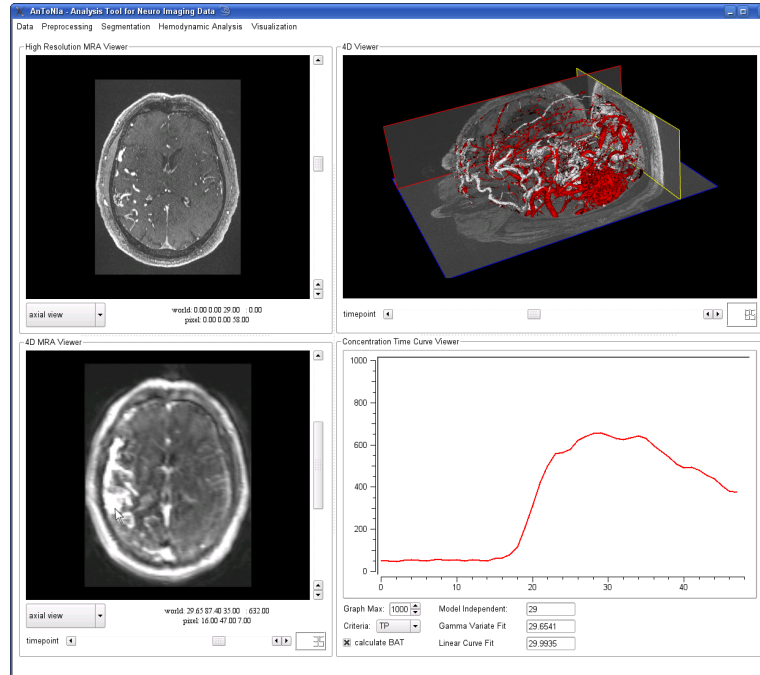 AnToNIa - Analysis Tool for Neuro Imaging Data
Data Preprocessing Segmentation Hemodynamic Analysis Visualization
High Resolution MRA Viewer
4D Viewer
axial view
world: 0.00 0.00 29.00 : 0.00
pixel: 0.00 0.00 58.00
timepoint
4D MRA Viewer
Concentration Time Curve Viewer
1000
800
600
400
200
0
0 10 20 30 40
axial view
world: 29.65 87.40 35.00 : 632.00
pixel: 16.00 47.00 7.00
timepoint
Graph Max: 1000 Model Independent: 29
Criteria: TP Gamma Variate Fit 29.6541
calculate BAT Linear Curve Fit 29.9935